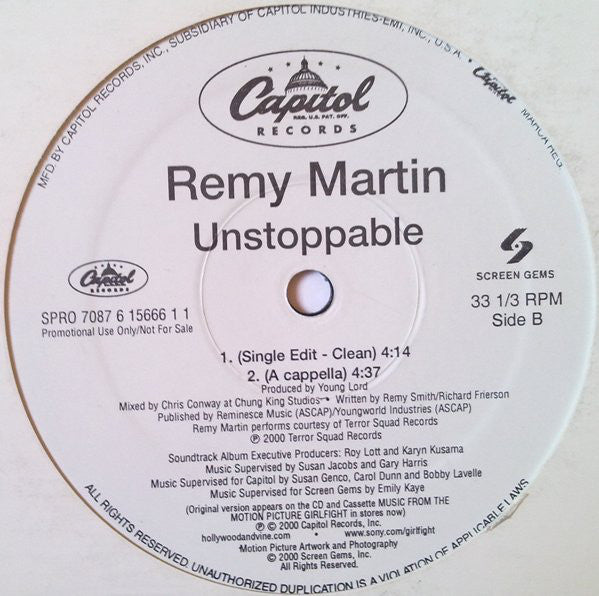 MFD. BY CAPITOL RECORDS, INC., SUBSIDIARY OF CAPITOL INDUSTRIES-EMI, INC., U.S.A. • Capitol MARCA REG.
Capitol
REG. U.S. PAT. OFF.
RECORDS
®
Remy Martin
Unstoppable
Capitol
RECORDS
®
SCREEN GEMS
SPRO 7087 6 15666 1 1
Promotional Use Only/Not For Sale
33 1/3 RPM
Side B
1. (Single Edit - Clean) 4:14
2. (A cappella) 4:37
Produced by Young Lord
Mixed by Chris Conway at Chung King Studios • Written by Remy Smith/Richard Frierson
Published by Reminesce Music (ASCAP)/Youngworld Industries (ASCAP)
Remy Martin performs courtesy of Terror Squad Records
℗ 2000 Terror Squad Records
Soundtrack Album Executive Producers: Roy Lott and Karyn Kusama
Music Supervised by Susan Jacobs and Gary Harris
Music Supervised for Capitol by Susan Genco, Carol Dunn and Bobby Lavelle
Music Supervised for Screen Gems by Emily Kaye
(Original version appears on the CD and Cassette MUSIC FROM THE
MOTION PICTURE GIRLFIGHT in stores now)
℗ © 2000 Capitol Records, Inc.
hollywoodandvine.com • www.sony.com/girlfight
Motion Picture Artwork and Photography
© 2000 Screen Gems, Inc.
All Rights Reserved.
ALL RIGHTS RESERVED. UNAUTHORIZED DUPLICATION IS A VIOLATION OF APPLICABLE LAWS